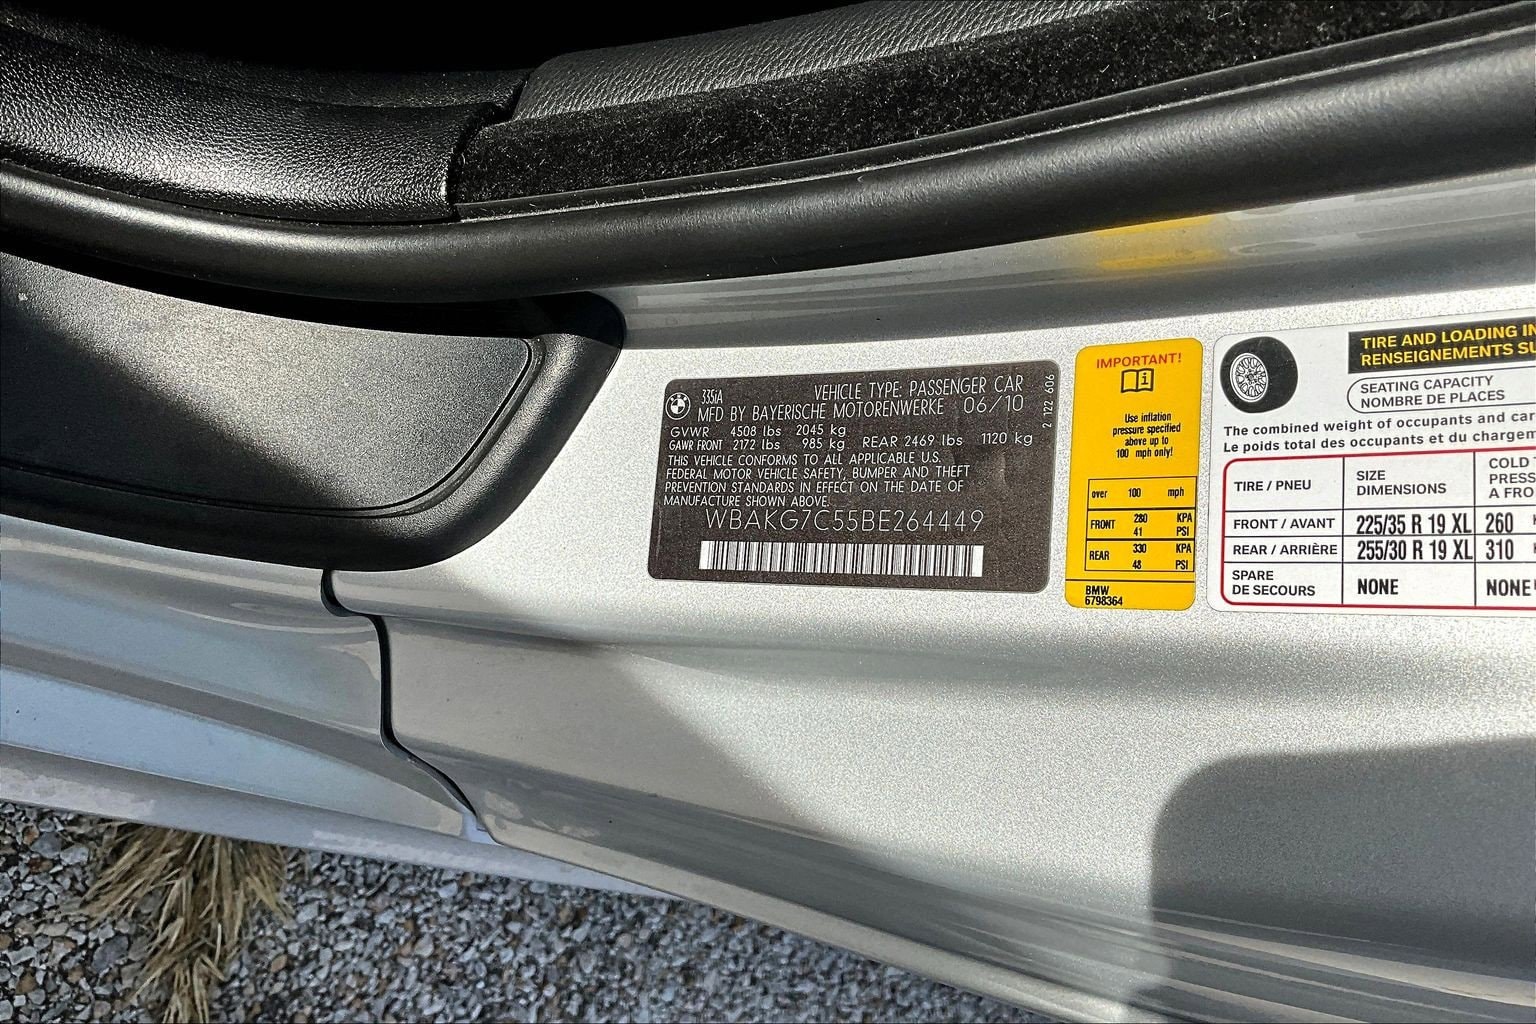 335iA
VEHICLE TYPE: PASSENGER CAR
MFD BY BAYERISCHE MOTORENWERKE 06/10
GVWR 4508 lbs 2045 kg
GAWR FRONT 2172 lbs 985 kg REAR 2469 lbs 1120 kg
THIS VEHICLE CONFORMS TO ALL APPLICABLE U.S.
FEDERAL MOTOR VEHICLE SAFETY, BUMPER AND THEFT
PREVENTION STANDARDS IN EFFECT ON THE DATE OF
MANUFACTURE SHOWN ABOVE.
WBAKG7C55BE264449
2 122 606
IMPORTANT!
i
Use inflation
pressure specified
above up to
100 mph only!
over 100 mph
FRONT 280 KPA
41 PSI
REAR 330 KPA
48 PSI
BMW
6798364
TIRE AND LOADING IN
RENSEIGNEMENTS SU
SEATING CAPACITY
NOMBRE DE PLACES
The combined weight of occupants and car
Le poids total des occupants et du chargem
TIRE / PNEU
SIZE
DIMENSIONS
COLD T
PRESS
A FRO
FRONT / AVANT 225/35 R 19 XL 260
REAR / ARRIÈRE 255/30 R 19 XL 310
SPARE
DE SECOURS
NONE
NONE